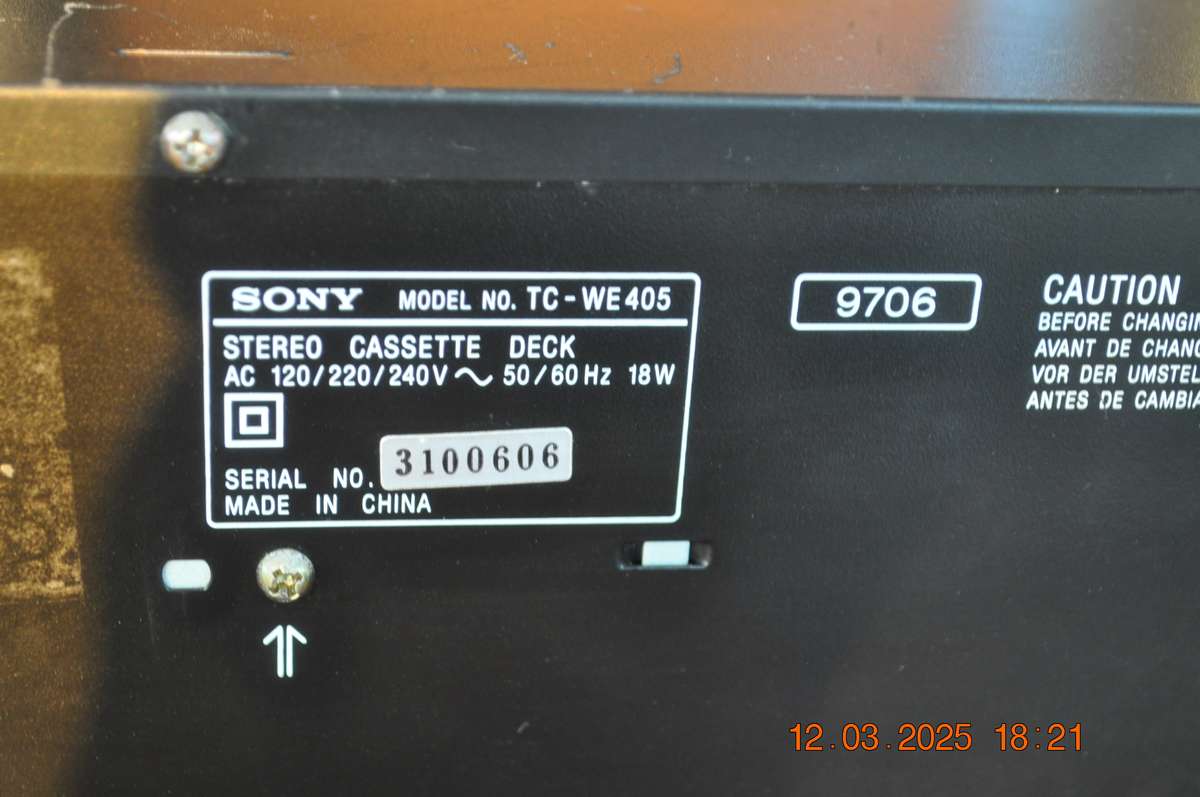 SONY MODEL NO. TC-WE405
STEREO CASSETTE DECK
AC 120/220/240V ~ 50/60Hz 18W
SERIAL NO. 3100606
MADE IN CHINA
9706
CAUTION
BEFORE
AVANT DE
VOR DER
ANTES DE
12.03.2025 18:21